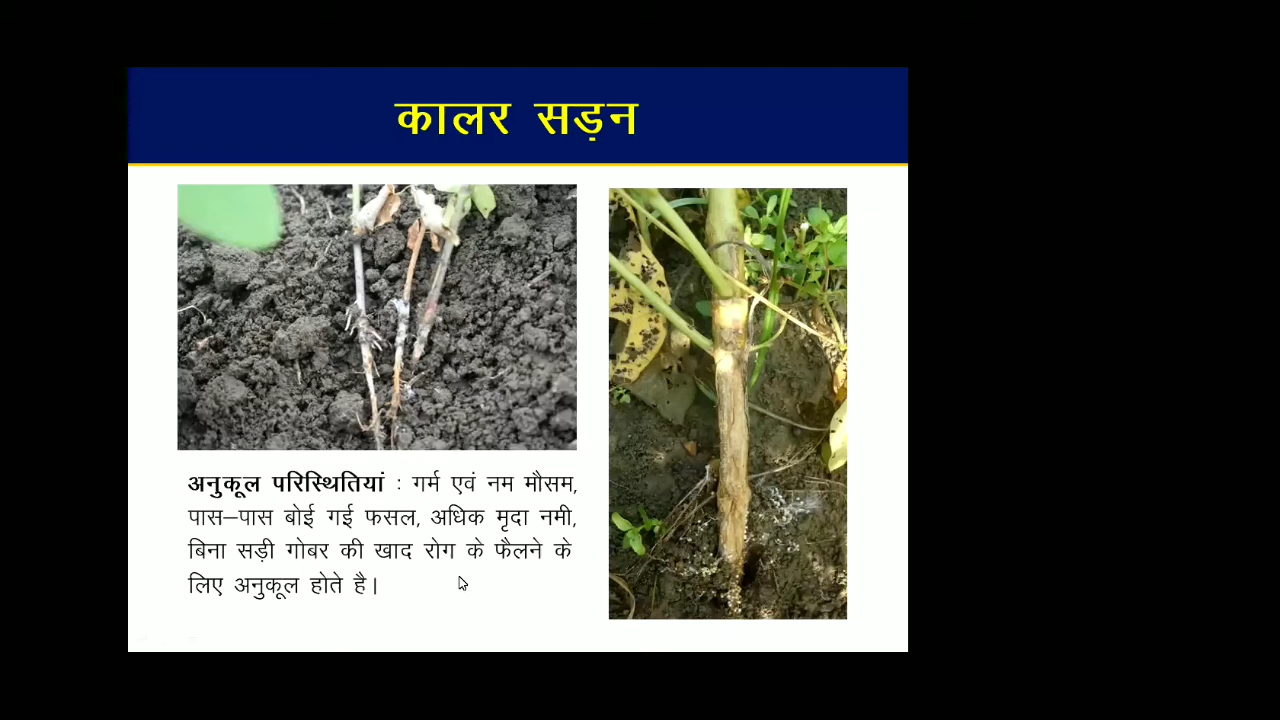 कालर सड़न
अनुकूल परिस्थितियां : गर्म एवं नम मौसम,
पास–पास बोई गई फसल, अधिक मृदा नमी,
बिना सड़ी गोबर की खाद रोग के फैलने के
लिए अनुकूल होते है।